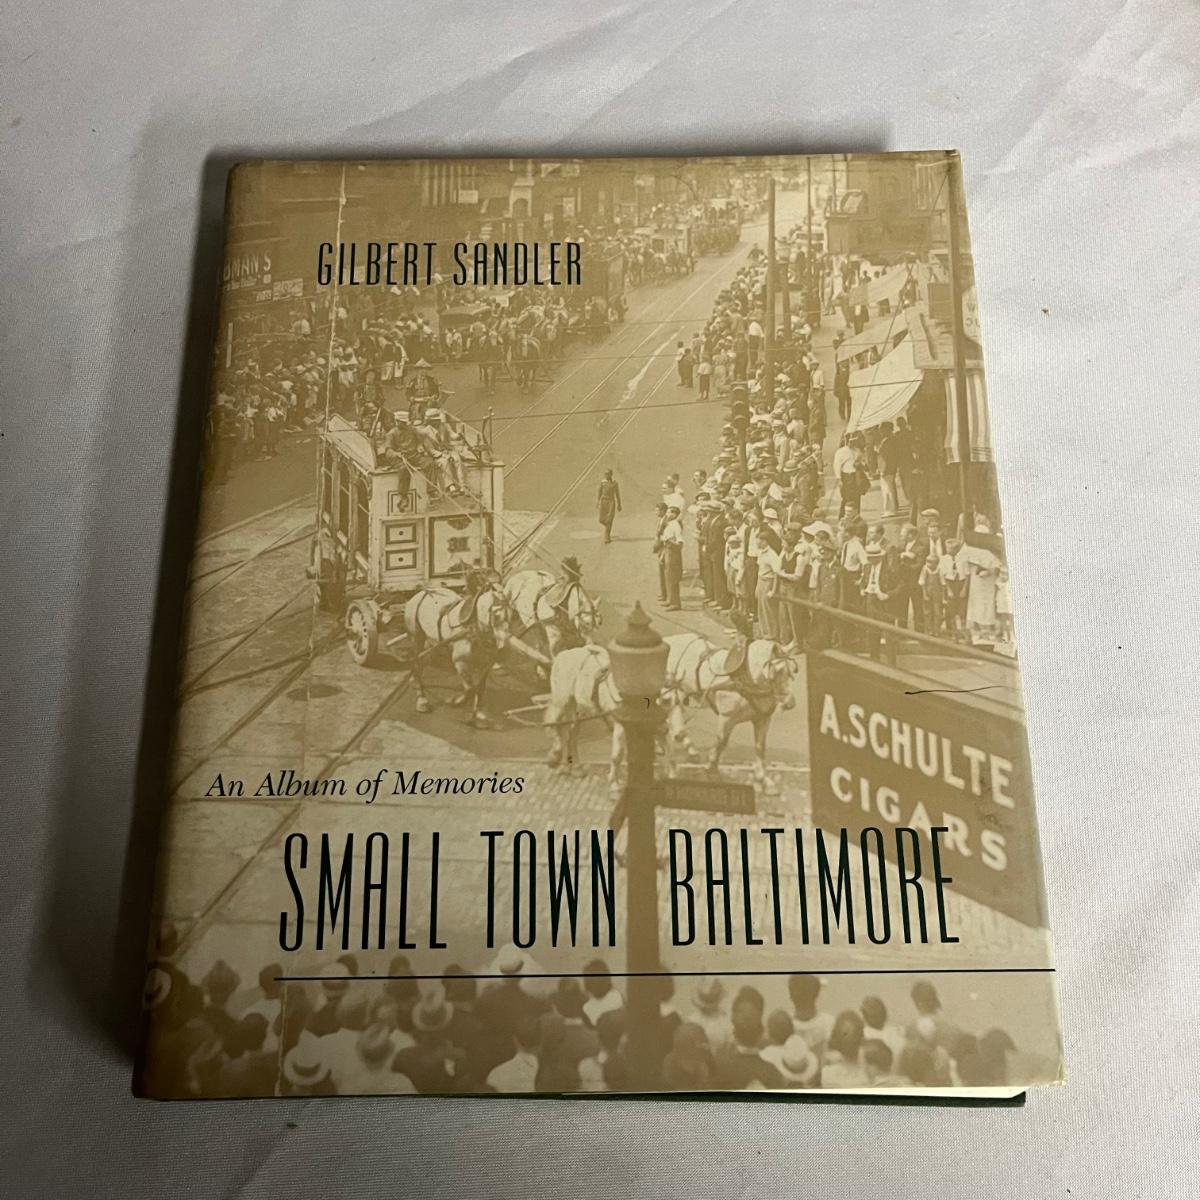 GILBERT SANDLER
A.SCHULTE
CIGARS
An Album of Memories
SMALL TOWN BALTIMORE